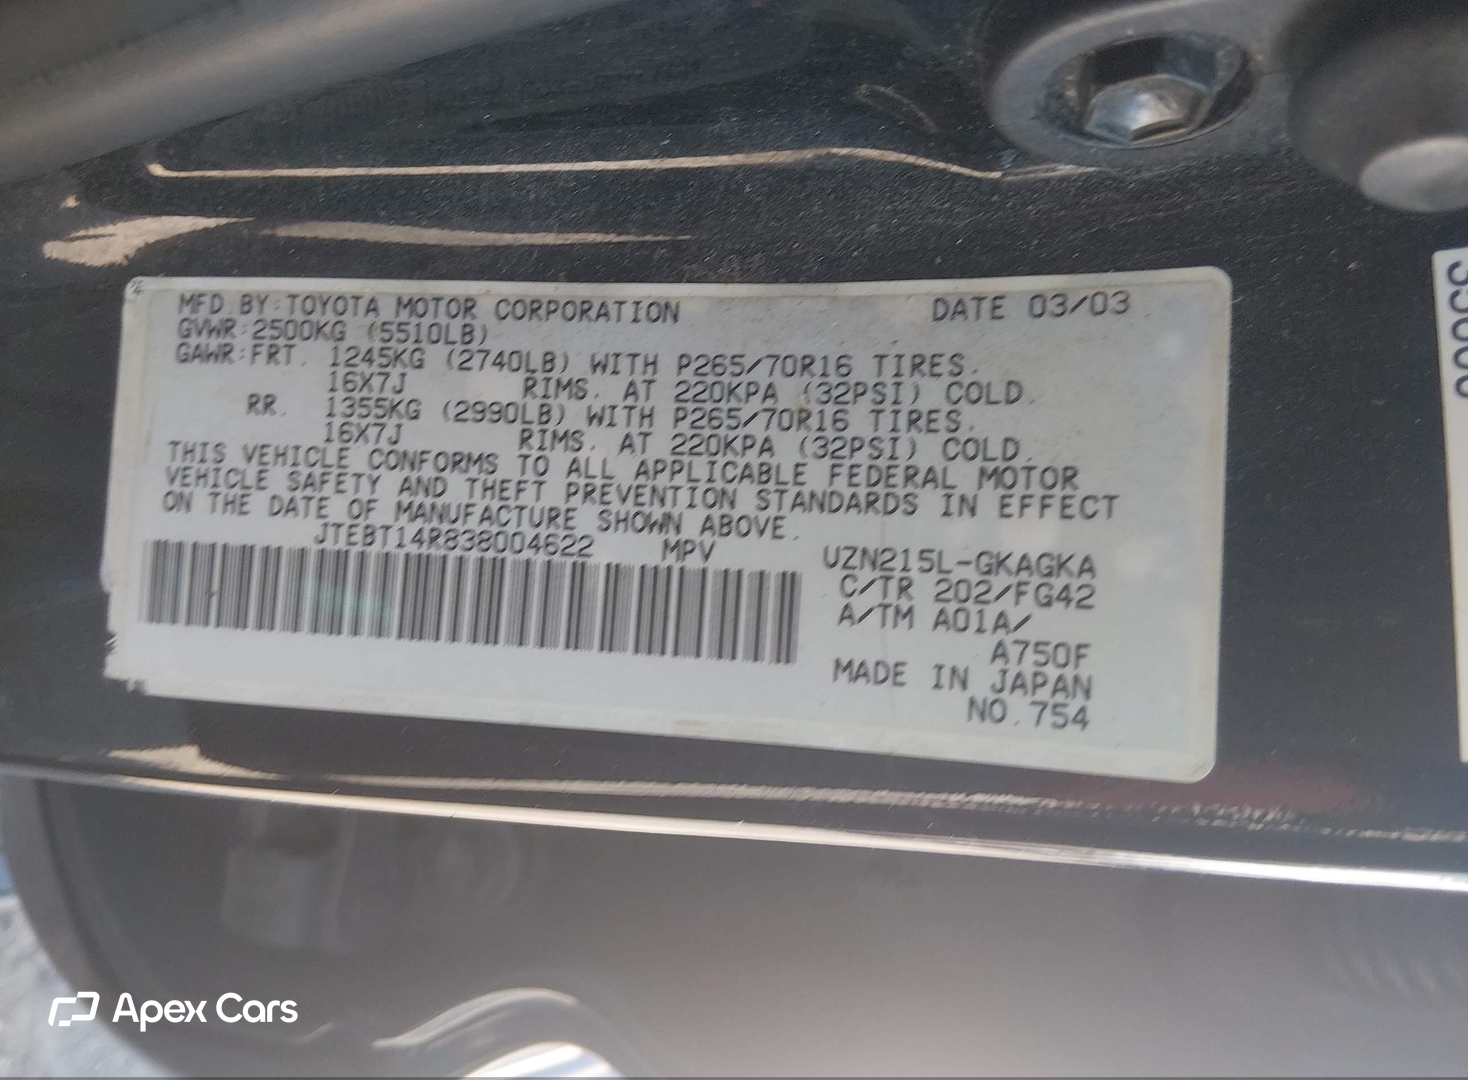 MFD BY:TOYOTA MOTOR CORPORATION DATE 03/03
GVWR:2500KG (5510LB)
GAWR:FRT. 1245KG (2740LB) WITH P265/70R16 TIRES.
16X7J RIMS. AT 220KPA (32PSI) COLD.
RR. 1355KG (2990LB) WITH P265/70R16 TIRES.
16X7J RIMS. AT 220KPA (32PSI) COLD.
THIS VEHICLE CONFORMS TO ALL APPLICABLE FEDERAL MOTOR
VEHICLE SAFETY AND THEFT PREVENTION STANDARDS IN EFFECT
ON THE DATE OF MANUFACTURE SHOWN ABOVE.
JTEBT14R838004622 MPV
UZN215L-GKAGKA
C/TR 202/FG42
A/TM A01A/
A750F
MADE IN JAPAN
NO.754
Apex Cars